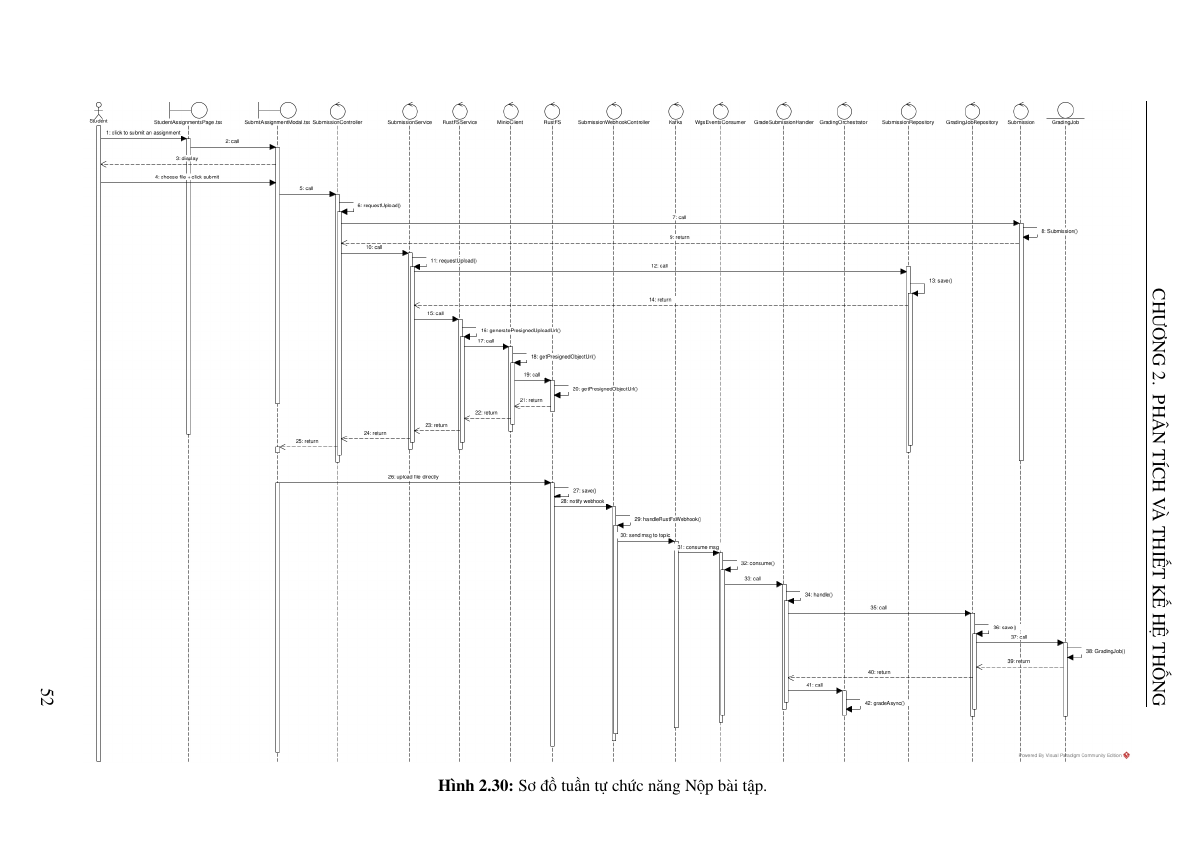 Student
StudentAssignmentsPage.tsx
SubmitAssignmentModal.tsx
SubmissionController
SubmissionService
RustFSService
MinioClient
RustFS
SubmissionWebhookController
Kafka
WgsEventsConsumer
GradeSubmissionHandler
GradingOrchestrator
SubmissionRepository
GradingJobRepository
Submission
GradingJob
1: click to submit an assignment
2: call
3: display
4: choose file + click submit
5: call
6: requestUpload()
7: call
8: Submission()
9: return
10: call
11: requestUpload()
12: call
13: save()
14: return
15: call
16: generatePresignedUploadUrl()
17: call
18: getPresignedObjectUrl()
19: call
20: getPresignedObjectUrl()
21: return
22: return
23: return
24: return
25: return
26: upload file directly
27: save()
28: notify webhook
29: handleRustFsWebhook()
30: send msg to topic
31: consume msg
32: consume()
33: call
34: handle()
35: call
36: save()
37: call
38: GradingJob()
39: return
40: return
41: call
42: gradeAsync()
Powered By Visual Paradigm Community Edition
Hình 2.30: Sơ đồ tuần tự chức năng Nộp bài tập.
CHƯƠNG 2. PHÂN TÍCH VÀ THIẾT KẾ HỆ THỐNG
52